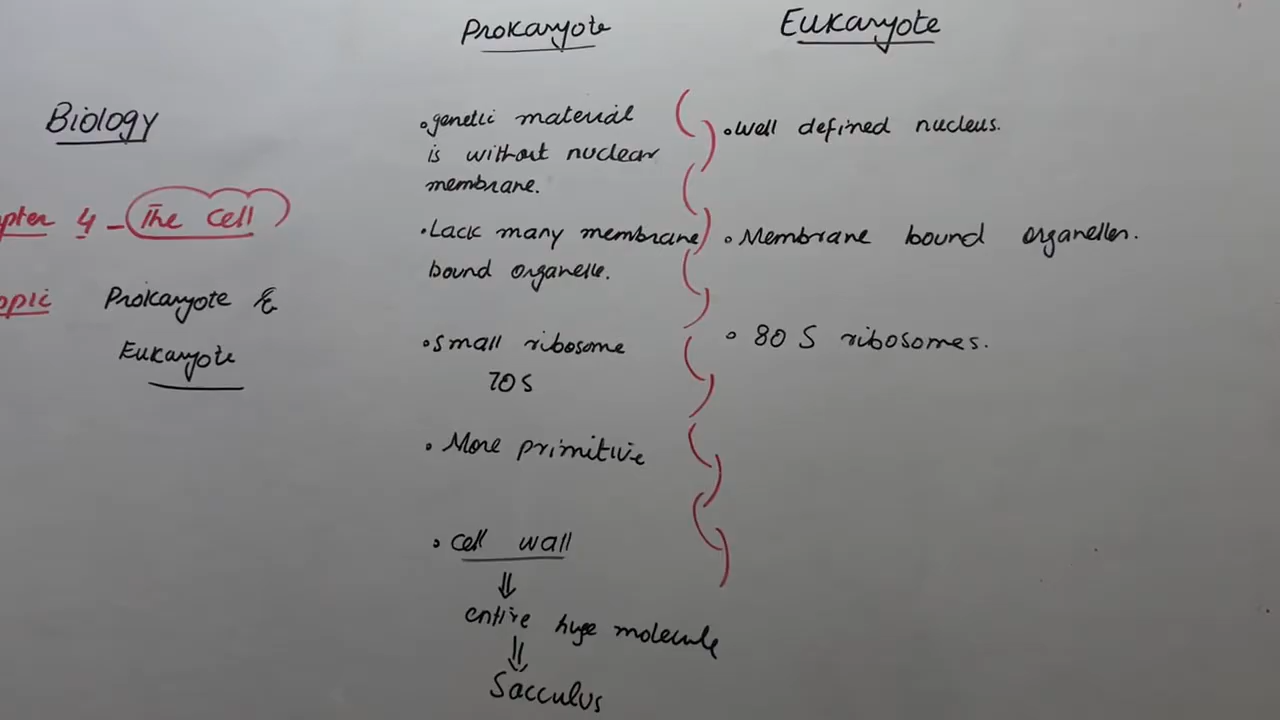 Biology
pter 4 - The Cell
opic Prokaryote &
Eukaryote
Prokaryote
• genetic material
is without nuclear
membrane.
• Lack many membrane
bound organelle.
• Small ribosome
70S
• More primitive
• cell wall
⇓
entire huge molecule
⇓
Sacculus
Eukaryote
• well defined nucleus.
• Membrane bound organelles.
• 80 S ribosomes.